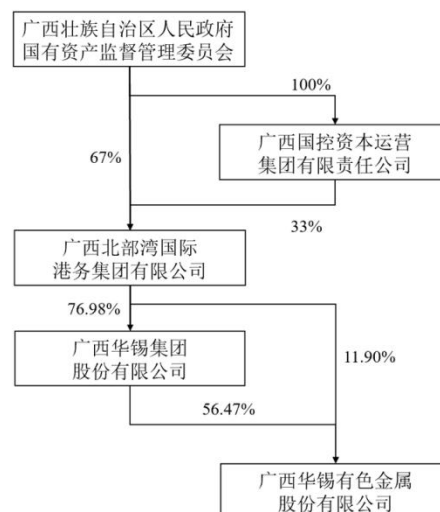 广西壮族自治区人民政府
国有资产监督管理委员会
100%
广西国控资本运营
集团有限责任公司
67%
33%
广西北部湾国际
港务集团有限公司
76.98%
广西华锡集团
股份有限公司
11.90%
56.47%
广西华锡有色金属
股份有限公司